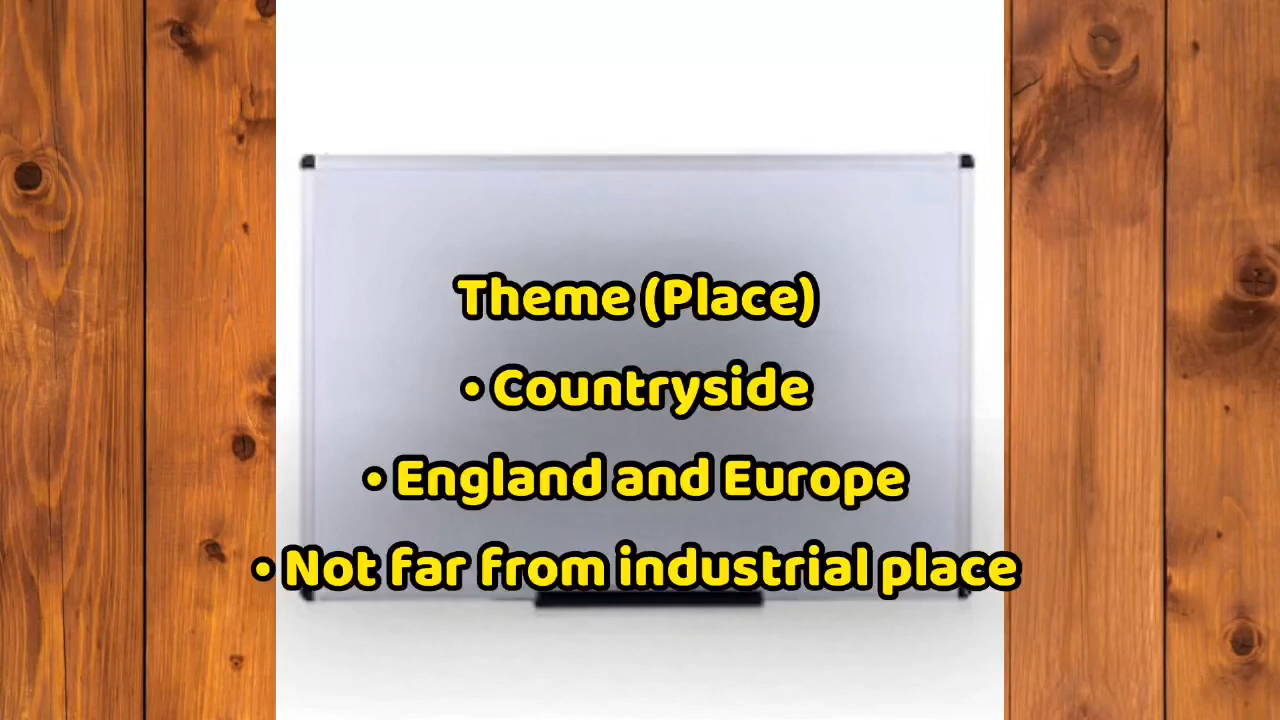 Theme (Place)
• Countryside
• England and Europe
• Not far from industrial place